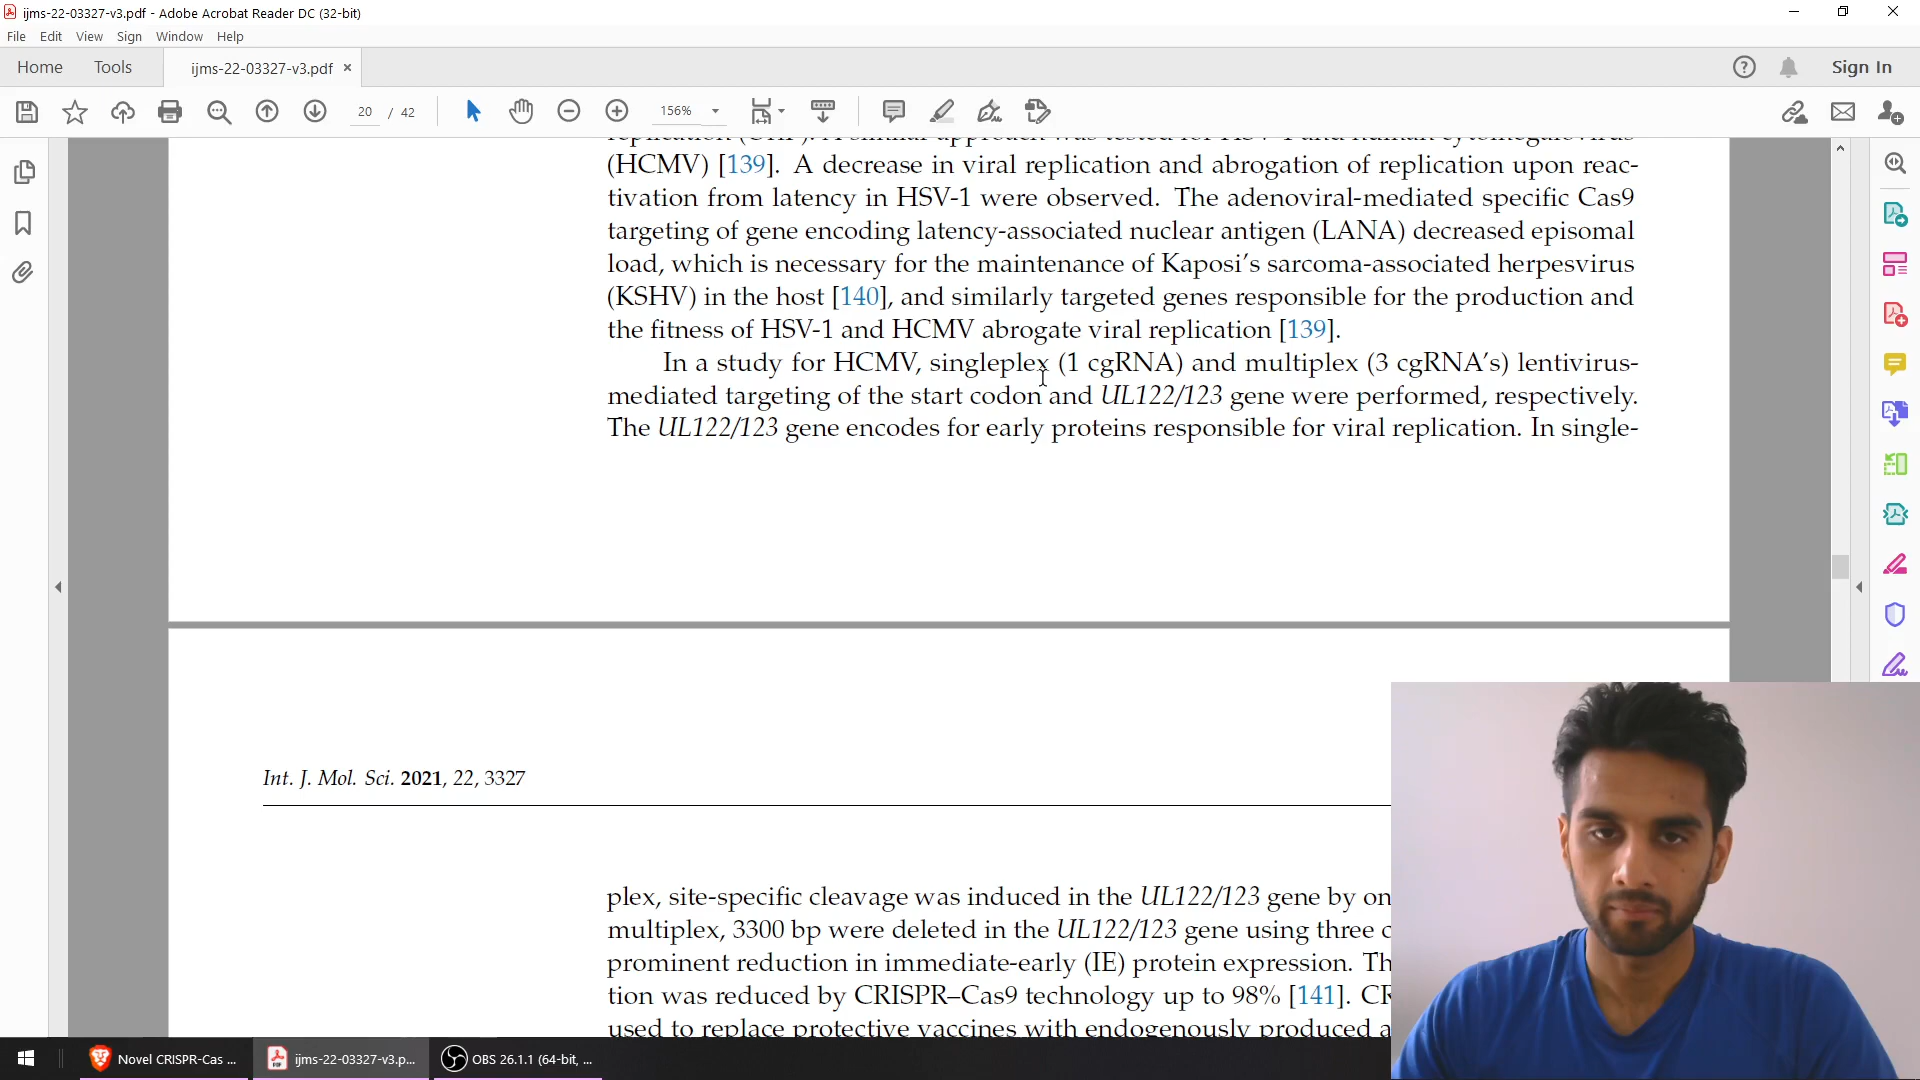 ijms-22-03327-v3.pdf - Adobe Acrobat Reader DC (32-bit)
File Edit View Sign Window Help
Home Tools ijms-22-03327-v3.pdf × Sign In
20 / 42 156%
(HCMV) [139]. A decrease in viral replication and abrogation of replication upon reac-
tivation from latency in HSV-1 were observed. The adenoviral-mediated specific Cas9
targeting of gene encoding latency-associated nuclear antigen (LANA) decreased episomal
load, which is necessary for the maintenance of Kaposi's sarcoma-associated herpesvirus
(KSHV) in the host [140], and similarly targeted genes responsible for the production and
the fitness of HSV-1 and HCMV abrogate viral replication [139].
In a study for HCMV, singleplex (1 cgRNA) and multiplex (3 cgRNA's) lentivirus-
mediated targeting of the start codon and UL122/123 gene were performed, respectively.
The UL122/123 gene encodes for early proteins responsible for viral replication. In single-
Int. J. Mol. Sci. 2021, 22, 3327
plex, site-specific cleavage was induced in the UL122/123 gene by on
multiplex, 3300 bp were deleted in the UL122/123 gene using three c
prominent reduction in immediate-early (IE) protein expression. Th
tion was reduced by CRISPR–Cas9 technology up to 98% [141]. CR
used to replace protective vaccines with endogenously produced a
Novel CRISPR-Cas ... ijms-22-03327-v3.p... OBS 26.1.1 (64-bit, ...